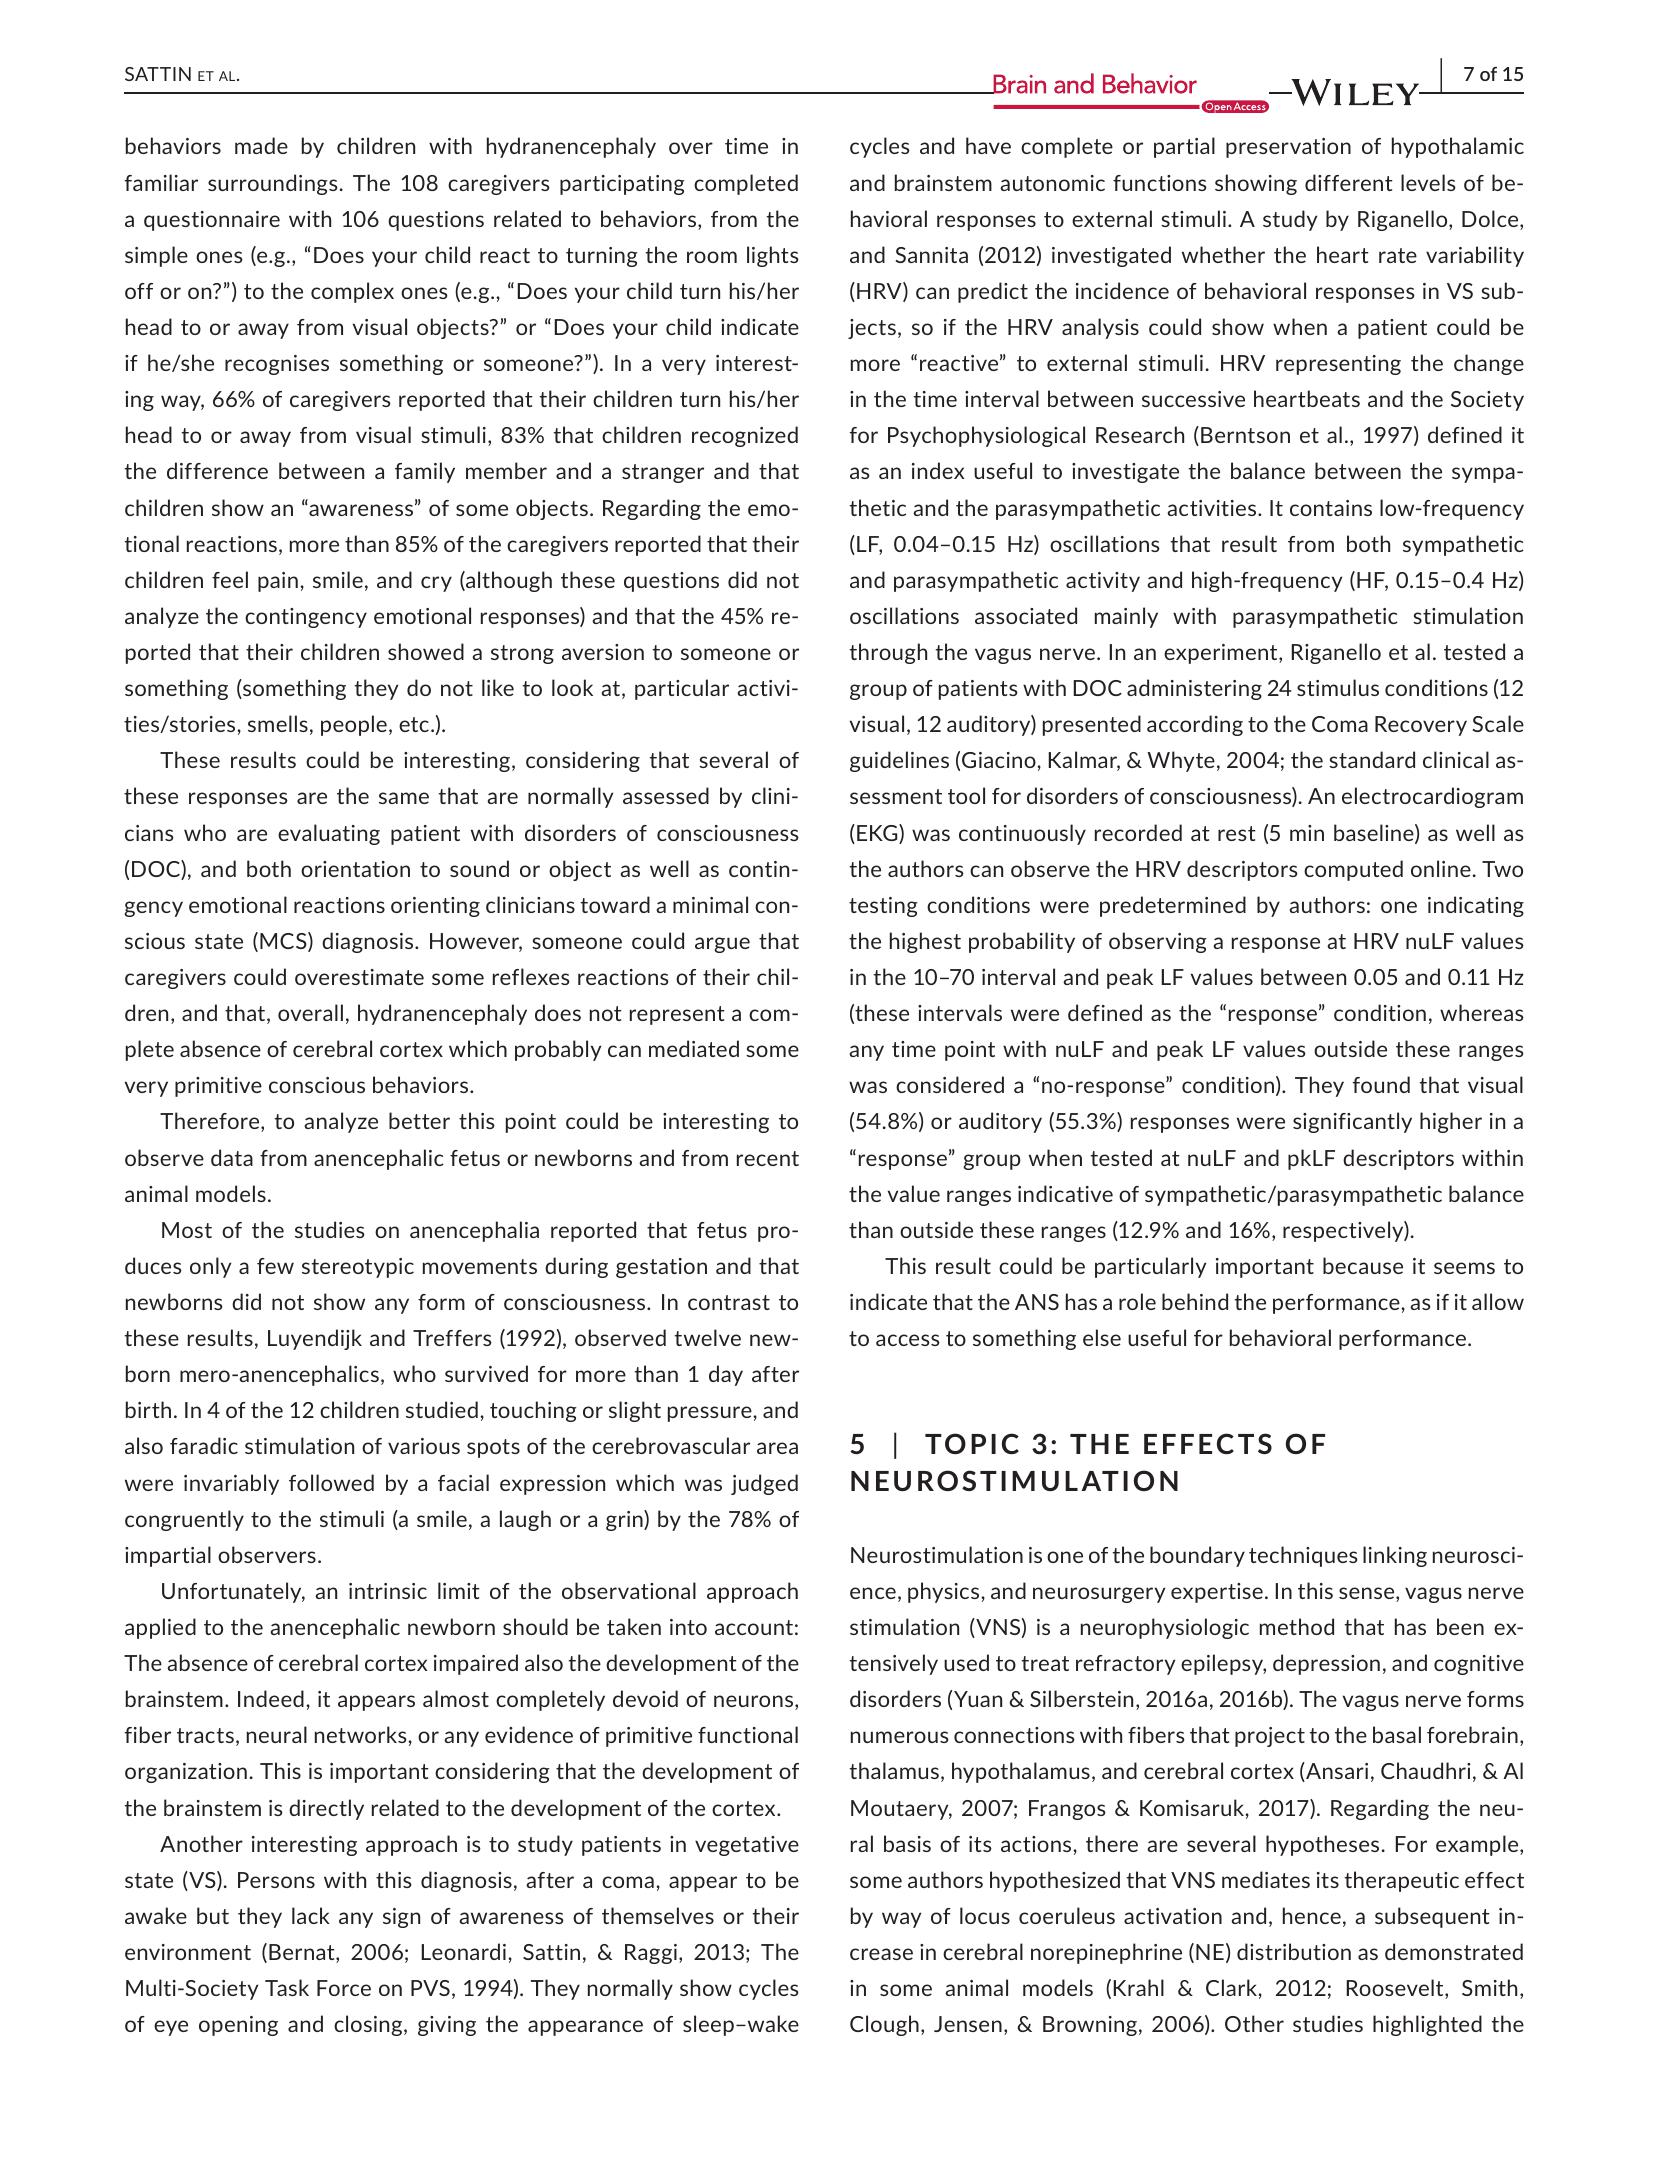 SATTIN ET AL.
Brain and Behavior
Open Access
WILEY
7 of 15
behaviors made by children with hydranencephaly over time in
familiar surroundings. The 108 caregivers participating completed
a questionnaire with 106 questions related to behaviors, from the
simple ones (e.g., “Does your child react to turning the room lights
off or on?”) to the complex ones (e.g., “Does your child turn his/her
head to or away from visual objects?” or “Does your child indicate
if he/she recognises something or someone?”). In a very interest-
ing way, 66% of caregivers reported that their children turn his/her
head to or away from visual stimuli, 83% that children recognized
the difference between a family member and a stranger and that
children show an “awareness” of some objects. Regarding the emo-
tional reactions, more than 85% of the caregivers reported that their
children feel pain, smile, and cry (although these questions did not
analyze the contingency emotional responses) and that the 45% re-
ported that their children showed a strong aversion to someone or
something (something they do not like to look at, particular activi-
ties/stories, smells, people, etc.).
These results could be interesting, considering that several of
these responses are the same that are normally assessed by clini-
cians who are evaluating patient with disorders of consciousness
(DOC), and both orientation to sound or object as well as contin-
gency emotional reactions orienting clinicians toward a minimal con-
scious state (MCS) diagnosis. However, someone could argue that
caregivers could overestimate some reflexes reactions of their chil-
dren, and that, overall, hydranencephaly does not represent a com-
plete absence of cerebral cortex which probably can mediated some
very primitive conscious behaviors.
Therefore, to analyze better this point could be interesting to
observe data from anencephalic fetus or newborns and from recent
animal models.
Most of the studies on anencephalia reported that fetus pro-
duces only a few stereotypic movements during gestation and that
newborns did not show any form of consciousness. In contrast to
these results, Luyendijk and Treffers (1992), observed twelve new-
born mero-anencephalics, who survived for more than 1 day after
birth. In 4 of the 12 children studied, touching or slight pressure, and
also faradic stimulation of various spots of the cerebrovascular area
were invariably followed by a facial expression which was judged
congruently to the stimuli (a smile, a laugh or a grin) by the 78% of
impartial observers.
Unfortunately, an intrinsic limit of the observational approach
applied to the anencephalic newborn should be taken into account:
The absence of cerebral cortex impaired also the development of the
brainstem. Indeed, it appears almost completely devoid of neurons,
fiber tracts, neural networks, or any evidence of primitive functional
organization. This is important considering that the development of
the brainstem is directly related to the development of the cortex.
Another interesting approach is to study patients in vegetative
state (VS). Persons with this diagnosis, after a coma, appear to be
awake but they lack any sign of awareness of themselves or their
environment (Bernat, 2006; Leonardi, Sattin, & Raggi, 2013; The
Multi-Society Task Force on PVS, 1994). They normally show cycles
of eye opening and closing, giving the appearance of sleep–wake
cycles and have complete or partial preservation of hypothalamic
and brainstem autonomic functions showing different levels of be-
havioral responses to external stimuli. A study by Riganello, Dolce,
and Sannita (2012) investigated whether the heart rate variability
(HRV) can predict the incidence of behavioral responses in VS sub-
jects, so if the HRV analysis could show when a patient could be
more “reactive” to external stimuli. HRV representing the change
in the time interval between successive heartbeats and the Society
for Psychophysiological Research (Berntson et al., 1997) defined it
as an index useful to investigate the balance between the sympa-
thetic and the parasympathetic activities. It contains low-frequency
(LF, 0.04–0.15 Hz) oscillations that result from both sympathetic
and parasympathetic activity and high-frequency (HF, 0.15–0.4 Hz)
oscillations associated mainly with parasympathetic stimulation
through the vagus nerve. In an experiment, Riganello et al. tested a
group of patients with DOC administering 24 stimulus conditions (12
visual, 12 auditory) presented according to the Coma Recovery Scale
guidelines (Giacino, Kalmar, & Whyte, 2004; the standard clinical as-
sessment tool for disorders of consciousness). An electrocardiogram
(EKG) was continuously recorded at rest (5 min baseline) as well as
the authors can observe the HRV descriptors computed online. Two
testing conditions were predetermined by authors: one indicating
the highest probability of observing a response at HRV nuLF values
in the 10–70 interval and peak LF values between 0.05 and 0.11 Hz
(these intervals were defined as the “response” condition, whereas
any time point with nuLF and peak LF values outside these ranges
was considered a “no-response” condition). They found that visual
(54.8%) or auditory (55.3%) responses were significantly higher in a
“response” group when tested at nuLF and pkLF descriptors within
the value ranges indicative of sympathetic/parasympathetic balance
than outside these ranges (12.9% and 16%, respectively).
This result could be particularly important because it seems to
indicate that the ANS has a role behind the performance, as if it allow
to access to something else useful for behavioral performance.
5 | TOPIC 3: THE EFFECTS OF
NEUROSTIMULATION
Neurostimulation is one of the boundary techniques linking neurosci-
ence, physics, and neurosurgery expertise. In this sense, vagus nerve
stimulation (VNS) is a neurophysiologic method that has been ex-
tensively used to treat refractory epilepsy, depression, and cognitive
disorders (Yuan & Silberstein, 2016a, 2016b). The vagus nerve forms
numerous connections with fibers that project to the basal forebrain,
thalamus, hypothalamus, and cerebral cortex (Ansari, Chaudhri, & Al
Moutaery, 2007; Frangos & Komisaruk, 2017). Regarding the neu-
ral basis of its actions, there are several hypotheses. For example,
some authors hypothesized that VNS mediates its therapeutic effect
by way of locus coeruleus activation and, hence, a subsequent in-
crease in cerebral norepinephrine (NE) distribution as demonstrated
in some animal models (Krahl & Clark, 2012; Roosevelt, Smith,
Clough, Jensen, & Browning, 2006). Other studies highlighted the